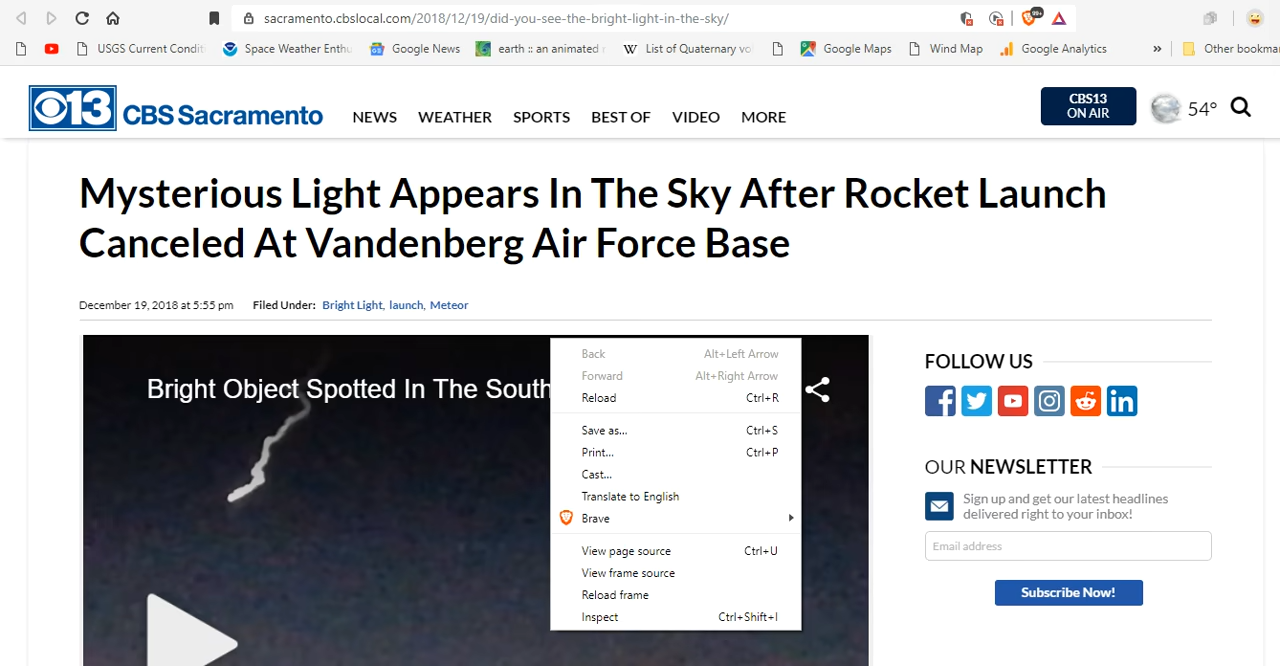 sacramento.cbslocal.com/2018/12/19/did-you-see-the-bright-light-in-the-sky/
99+
USGS Current Condit
Space Weather Enthu
Google News
earth :: an animated
W
List of Quaternary vo
Google Maps
Wind Map
Google Analytics
»
Other bookma
13 CBS Sacramento
NEWS
WEATHER
SPORTS
BEST OF
VIDEO
MORE
CBS13
ON AIR
54°
Mysterious Light Appears In The Sky After Rocket Launch
Canceled At Vandenberg Air Force Base
December 19, 2018 at 5:55 pm
Filed Under: Bright Light, launch, Meteor
Bright Object Spotted In The South
Back Alt+Left Arrow
Forward Alt+Right Arrow
Reload Ctrl+R
Save as... Ctrl+S
Print... Ctrl+P
Cast...
Translate to English
Brave
View page source Ctrl+U
View frame source
Reload frame
Inspect Ctrl+Shift+I
FOLLOW US
OUR NEWSLETTER
Sign up and get our latest headlines
delivered right to your inbox!
Email address
Subscribe Now!